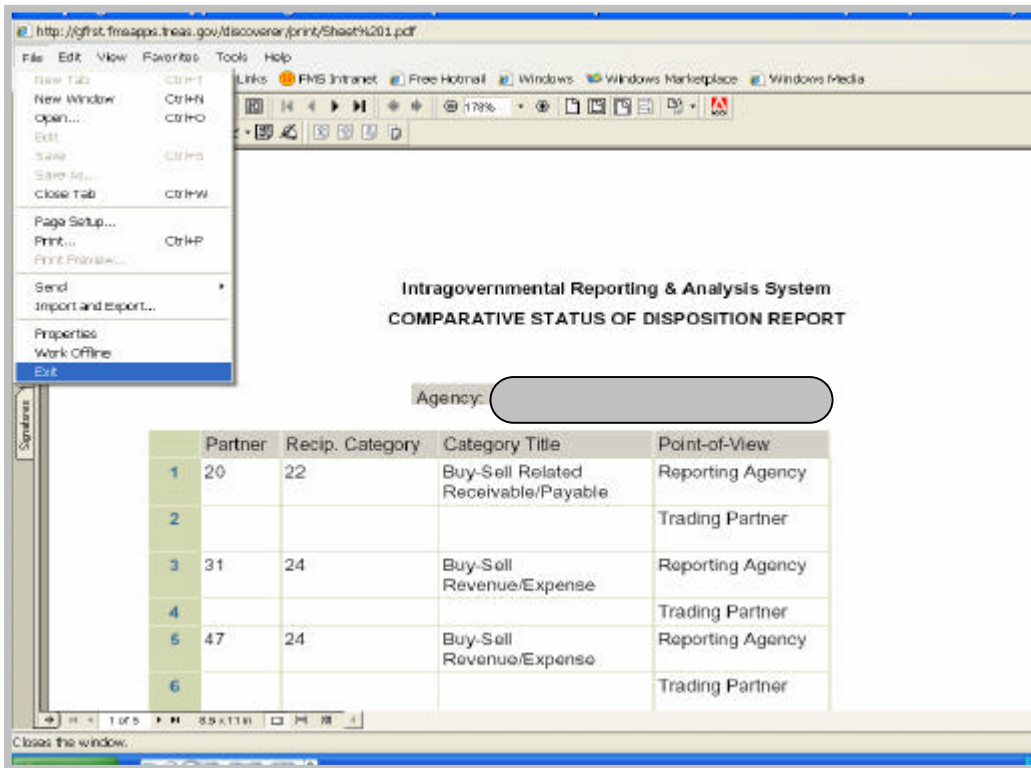 http://gfrst.fmsapps.treas.gov/discoverer/print/Sheet%201.pdf
File Edit View Favorites Tools Help
New Tab Ctrl+T
Links FMS Intranet Free Hotmail Windows Windows Marketplace Windows Media
New Window Ctrl+N
178%
Open... Ctrl+O
Edit
Save Ctrl+S
Save As...
Close Tab Ctrl+W
Page Setup...
Print... Ctrl+P
Print Preview...
Send
Import and Export...
Properties
Work Offline
Exit
Intragovernmental Reporting & Analysis System
COMPARATIVE STATUS OF DISPOSITION REPORT
Signatures
Agency:
Partner Recip. Category Category Title Point-of-View
1 20 22 Buy-Sell Related Receivable/Payable Reporting Agency
2 Trading Partner
3 31 24 Buy-Sell Revenue/Expense Reporting Agency
4 Trading Partner
5 47 24 Buy-Sell Revenue/Expense Reporting Agency
6 Trading Partner
1 of 5 8.5 x 11 in
Closes the window.